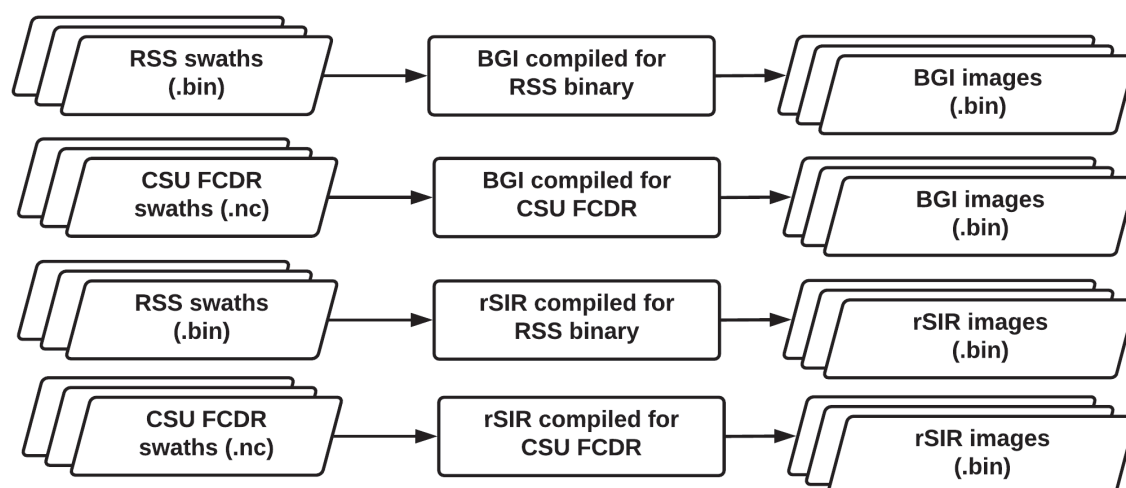 RSS swaths
(.bin)
BGI compiled for
RSS binary
BGI images
(.bin)
CSU FCDR
swaths (.nc)
BGI compiled for
CSU FCDR
BGI images
(.bin)
RSS swaths
(.bin)
rSIR compiled for
RSS binary
rSIR images
(.bin)
CSU FCDR
swaths (.nc)
rSIR compiled for
CSU FCDR
rSIR images
(.bin)